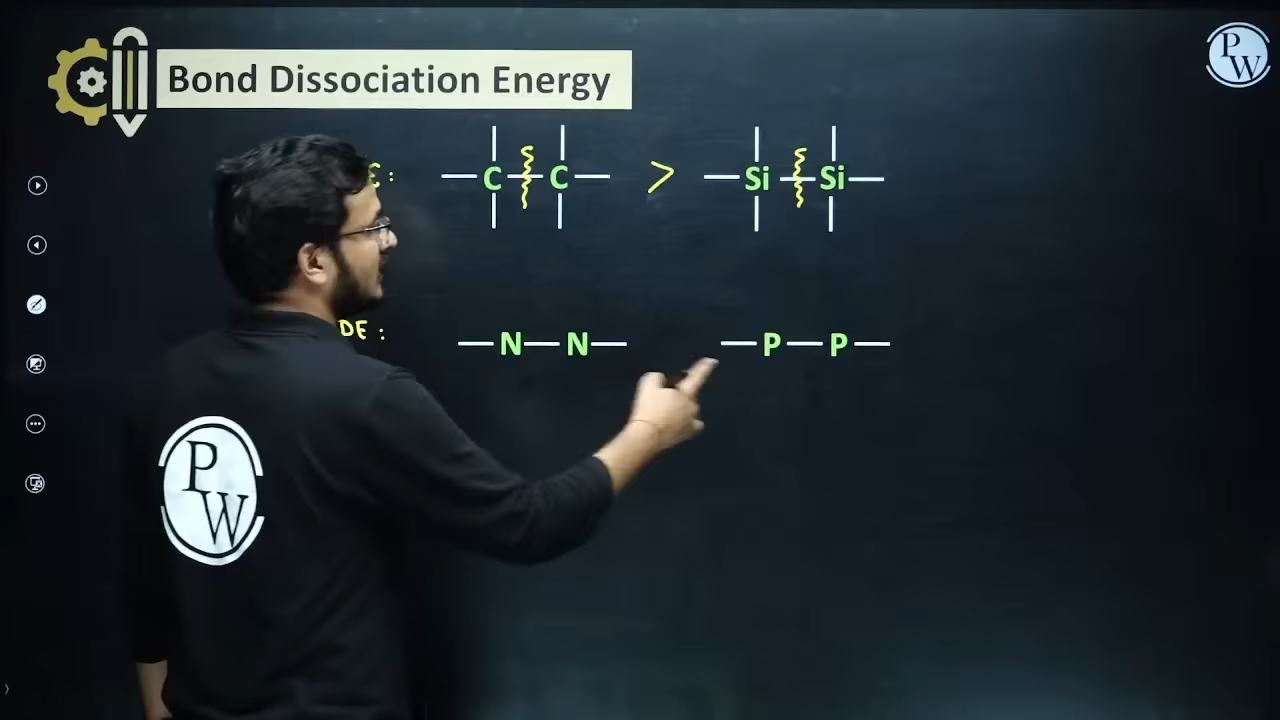 Bond Dissociation Energy
PW
E: C C > Si Si
DE: N—N P—P
PW